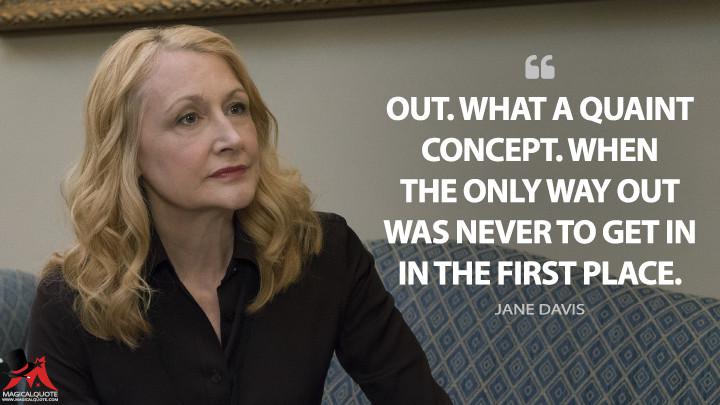 “
OUT. WHAT A QUAINT
CONCEPT. WHEN
THE ONLY WAY OUT
WAS NEVER TO GET IN
IN THE FIRST PLACE.
JANE DAVIS
MAGICALQUOTE
WWW.MAGICALQUOTE.COM